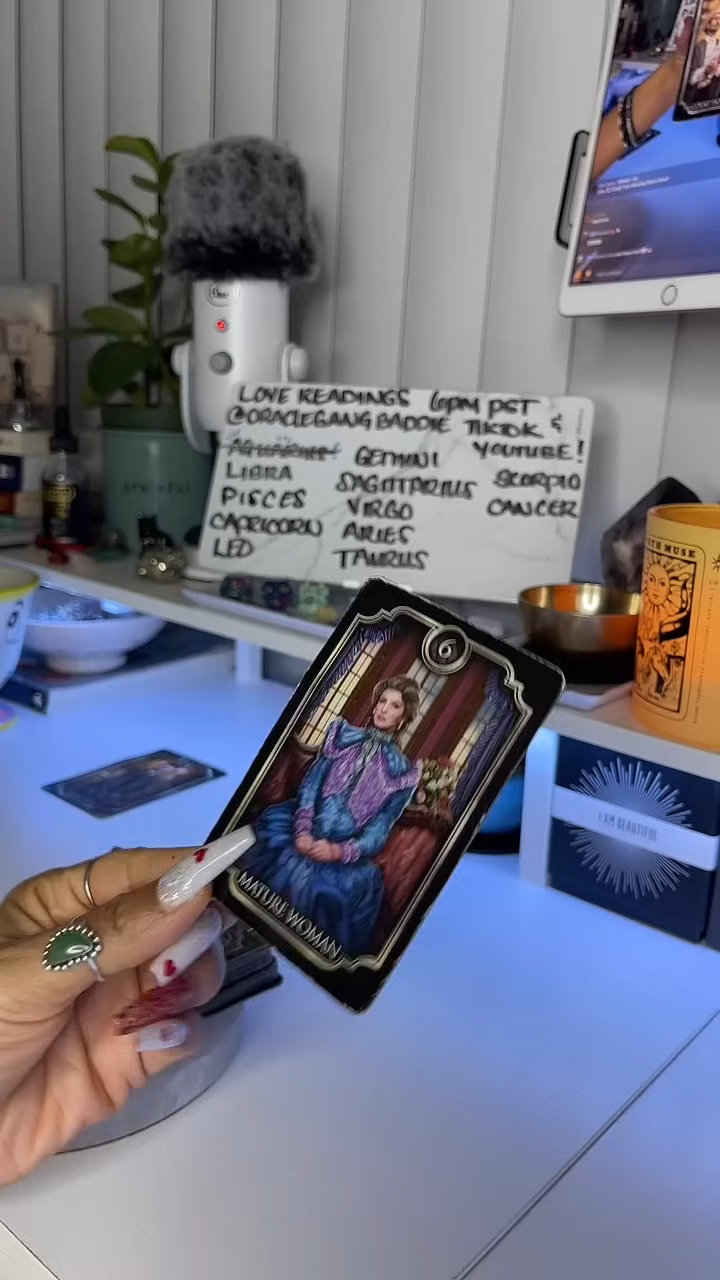 LOVE READINGS 6PM PST
@ORACLEGANGBADDIE TIKTOK &
YOUTUBE!
AQUARIUS GEMINI SCORPIO
LIBRA SAGITTARIUS CANCER
PISCES VIRGO
CAPRICORN ARIES
LEO TAURUS
6
MATURE WOMAN
I AM BEAUTIFUL